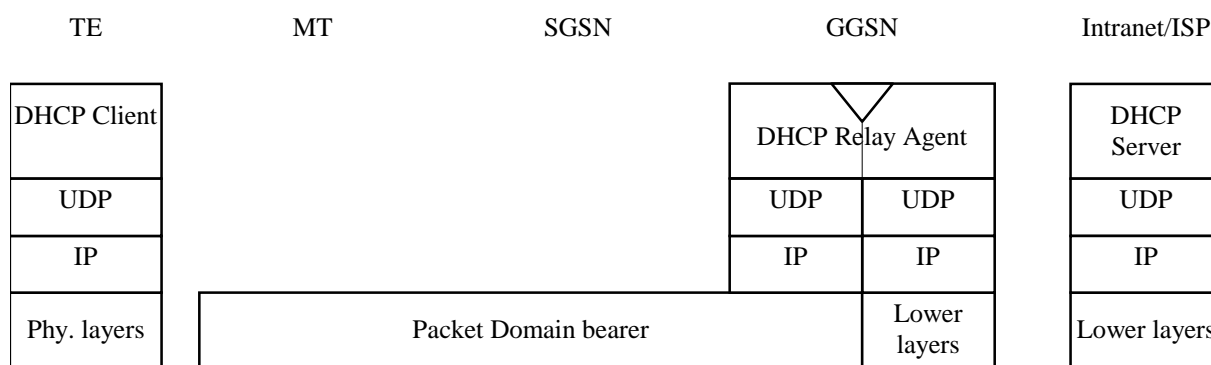 TE MT SGSN GGSN Intranet/ISP
DHCP Client
DHCP Relay Agent
DHCP
Server
UDP UDP UDP UDP
IP IP IP IP
Phy. layers
Packet Domain bearer
Lower
layers
Lower layers